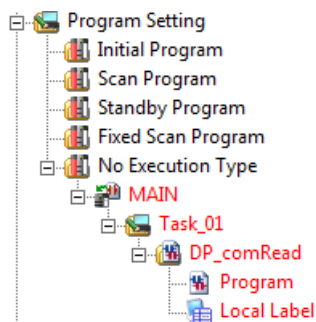 Program Setting
Initial Program
Scan Program
Standby Program
Fixed Scan Program
No Execution Type
MAIN
Task_01
DP_comRead
Program
Local Label